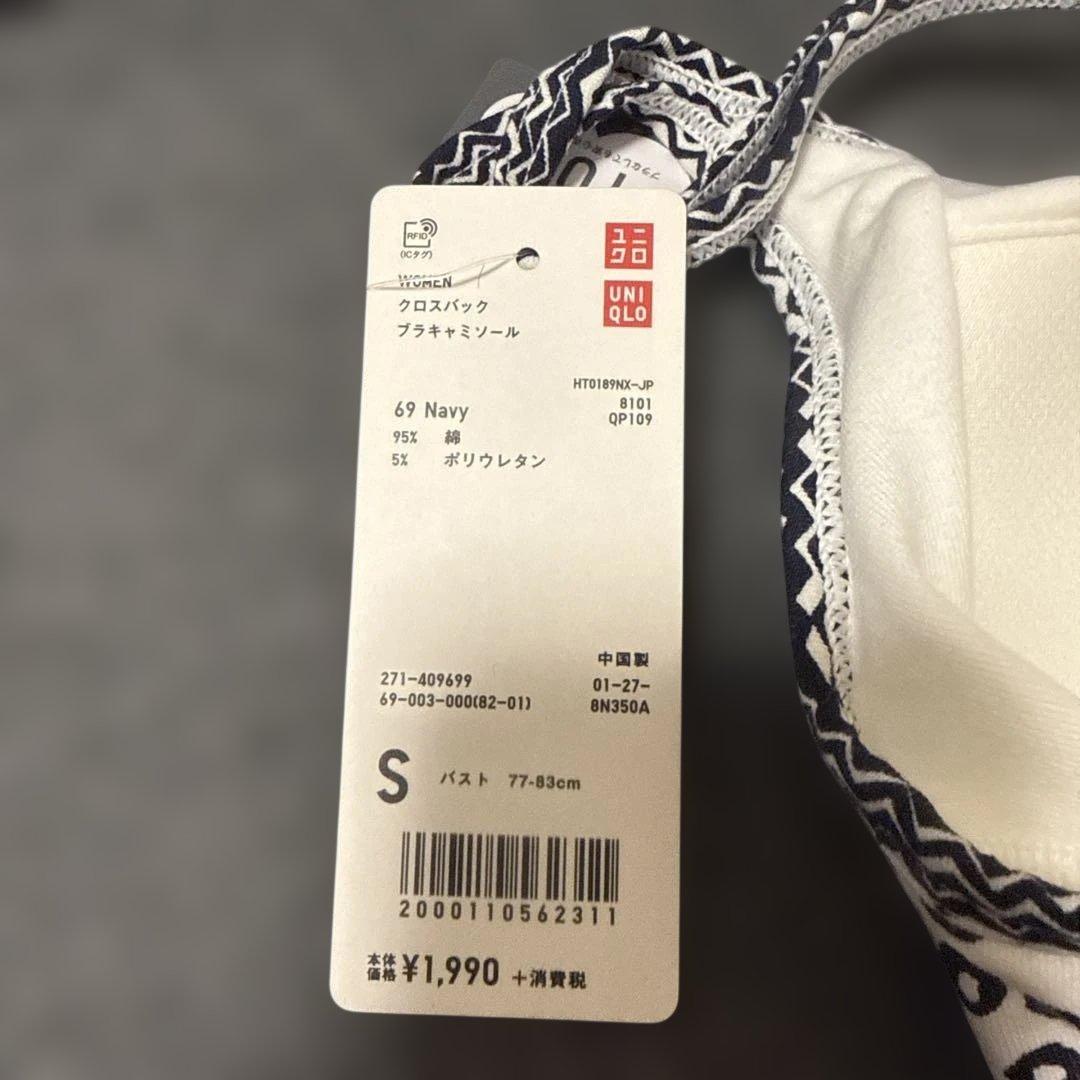 RFID
(ICタグ)
ユニ
クロ
UNI
QLO
WOMEN
クロスバック
ブラキャミソール
HT0189NX-JP
8101
QP109
69 Navy
95% 綿
5% ポリウレタン
中国製
271-409699
01-27-
69-003-000(82-01)
8N350A
S バスト 77-83cm
2000110562311
本体
価格 ¥1,990 +消費税